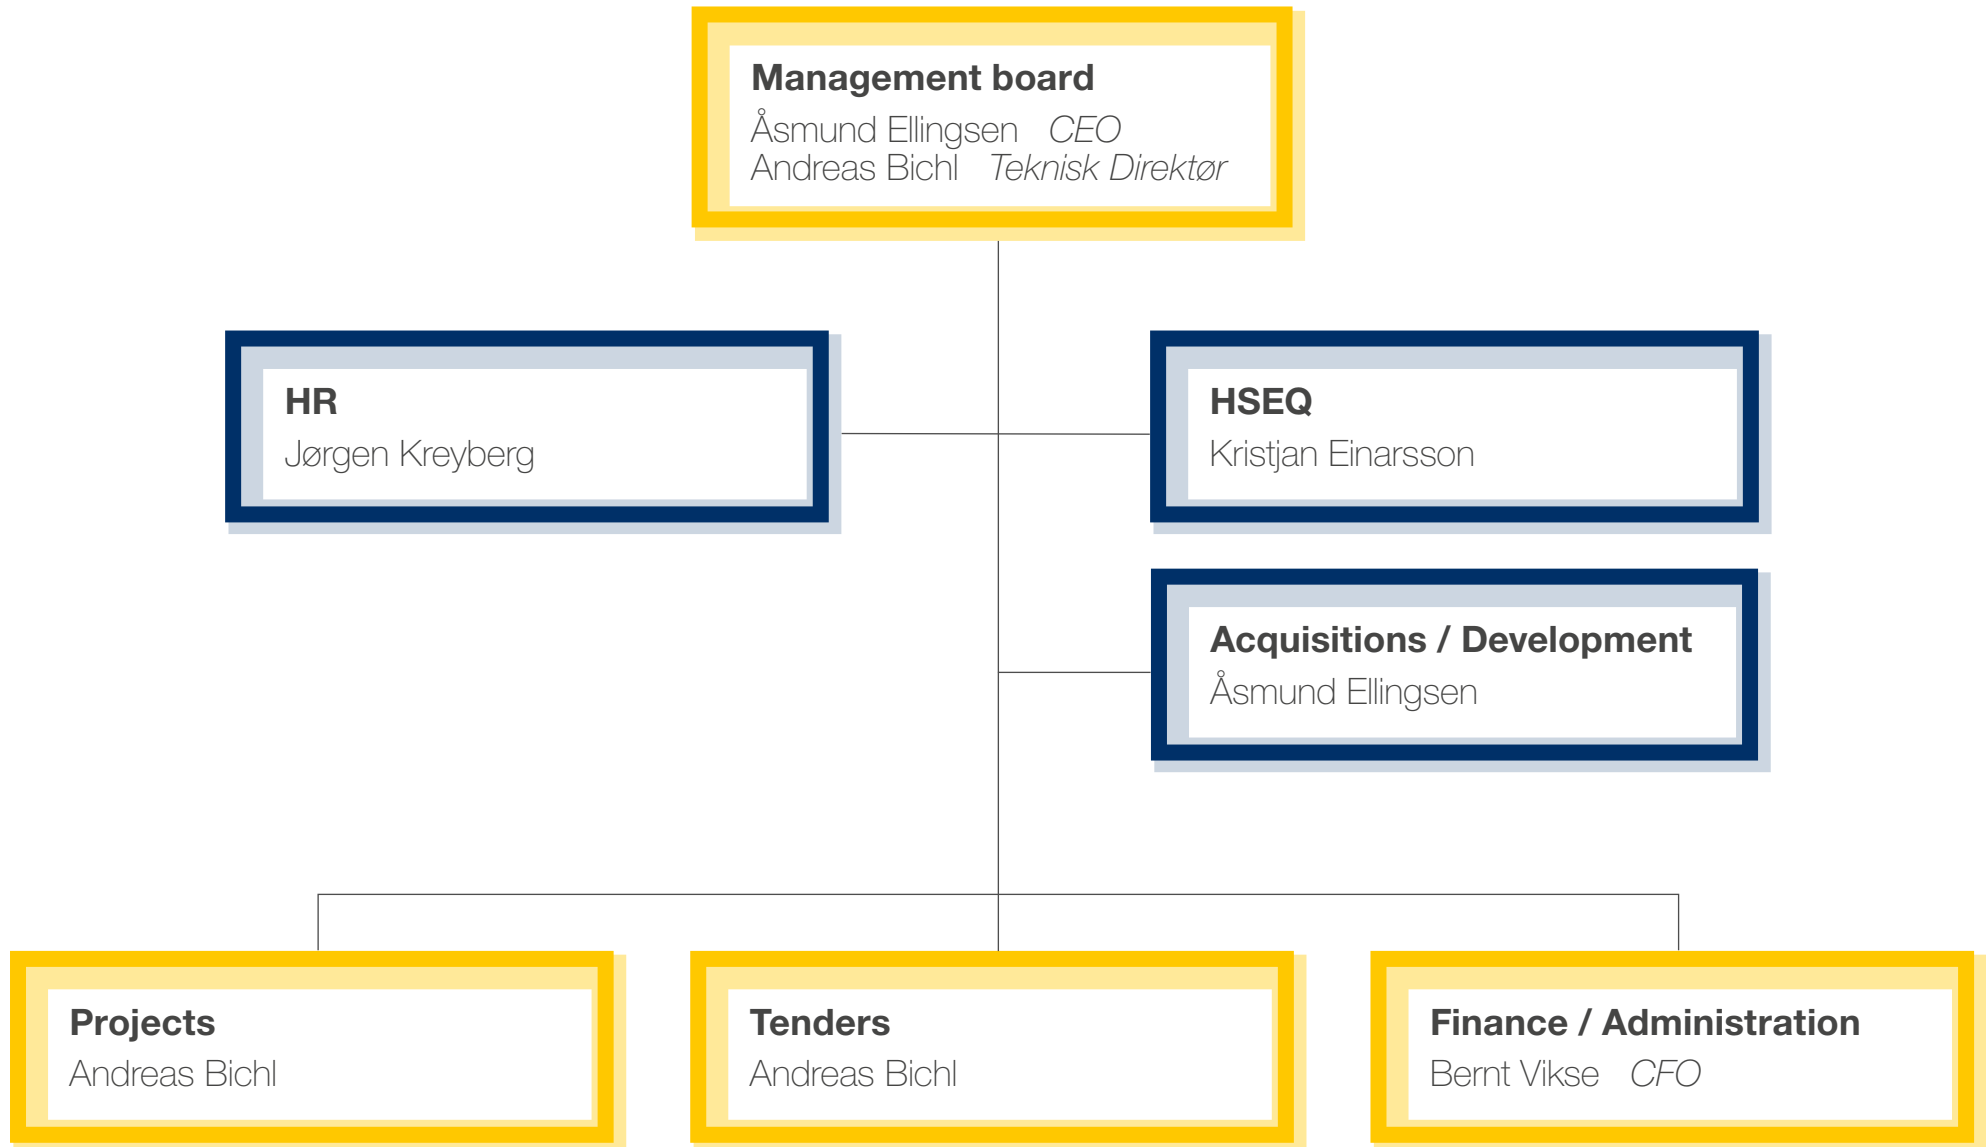 Management board
Åsmund Ellingsen CEO
Andreas Bichl Teknisk Direktør
HR
Jørgen Kreyberg
HSEQ
Kristjan Einarsson
Acquisitions / Development
Åsmund Ellingsen
Projects
Andreas Bichl
Tenders
Andreas Bichl
Finance / Administration
Bernt Vikse CFO